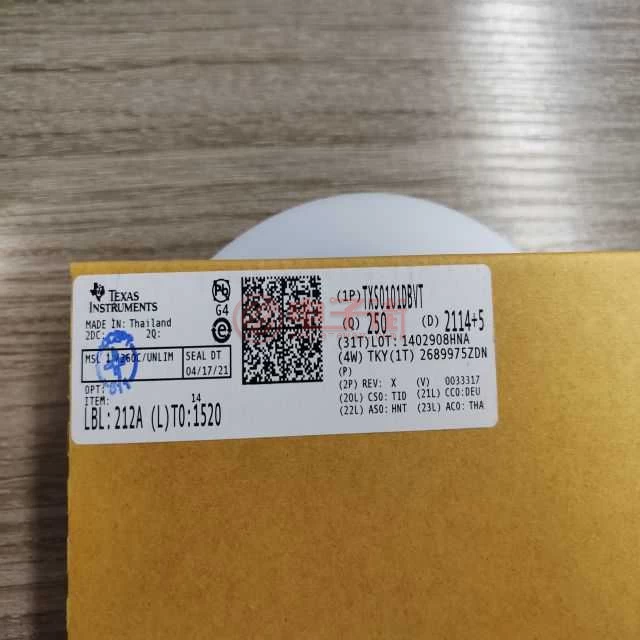 TEXAS
INSTRUMENTS
MADE IN: Thailand
2DC: 2Q:
MSL 1 /260C/UNLIM
SEAL DT
04/17/21
OPT:
ITEM:
14
LBL: 212A (L)TO:1520
Pb
G4
(1P) TXS0101DBVT
(Q) 250 (D) 2114+5
(31T)LOT: 1402908HNA
(4W) TKY(1T) 2689975ZDN
(P)
(2P) REV: X (V) 0033317
(20L) CSO: TID (21L) CCO:DEU
(22L) ASO: HNT (23L) ACO: THA